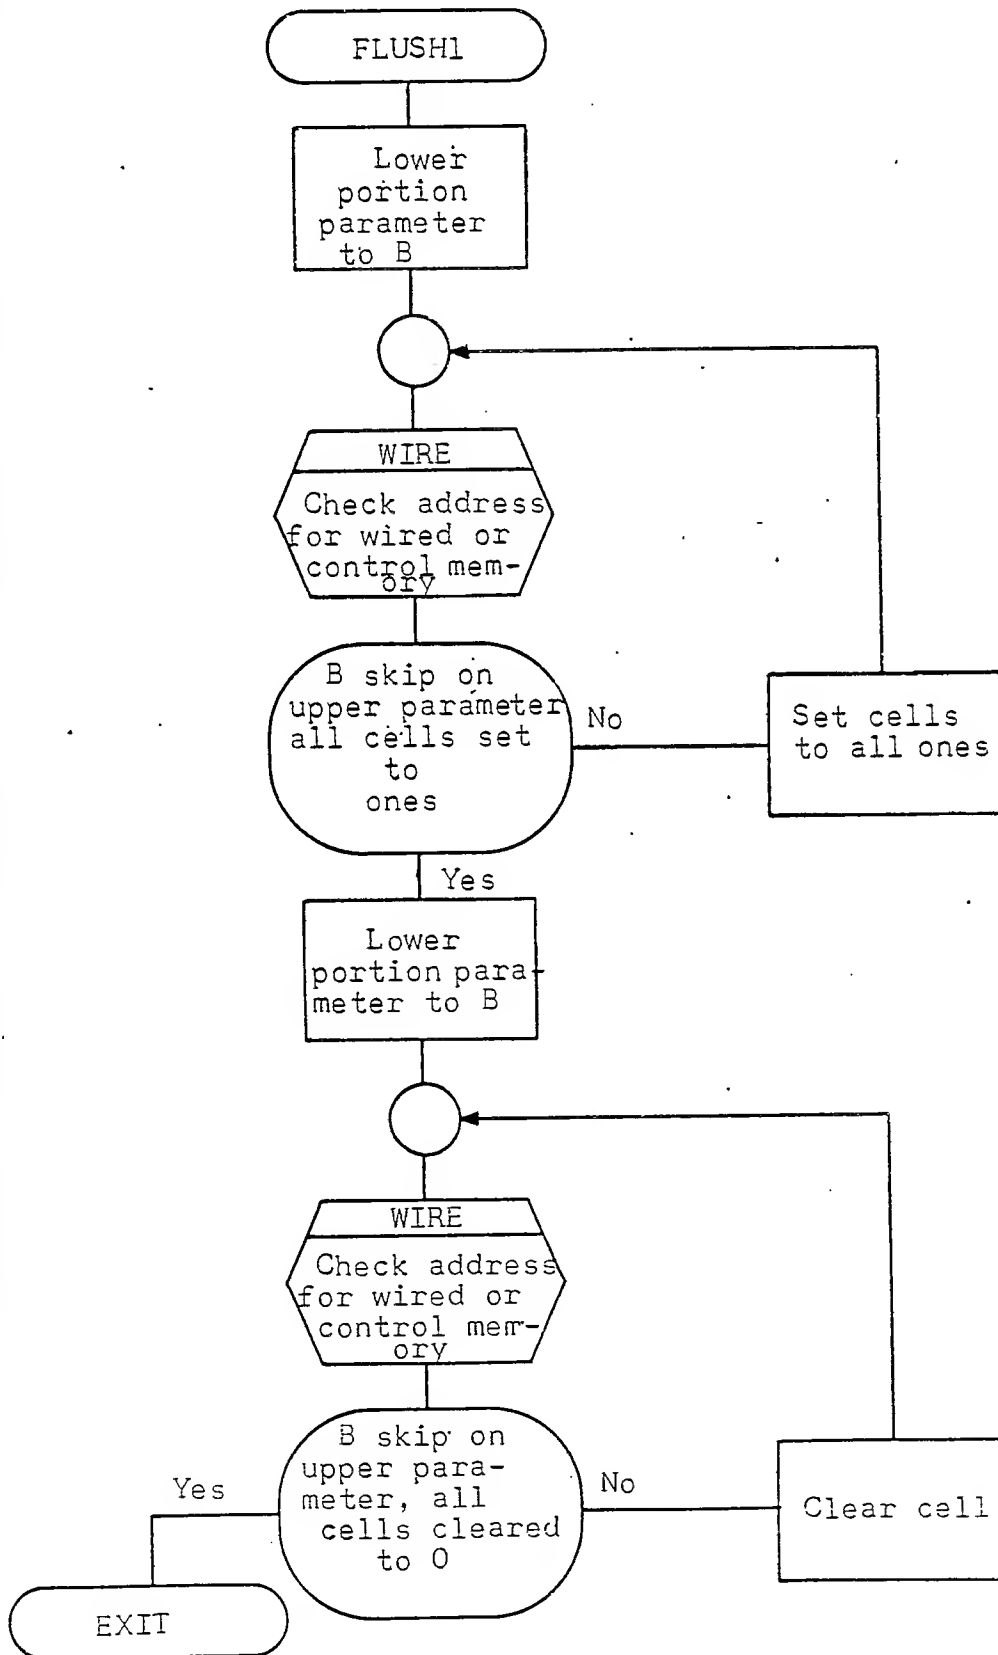 FLUSH1
Lower
portion
parameter
to B
WIRE
Check address
for wired or
control mem-
ory
B skip on
upper parameter
all cells set
to
ones
No
Set cells
to all ones
Yes
Lower
portion para-
meter to B
WIRE
Check address
for wired or
control mem-
ory
B skip on
upper para-
meter, all
cells cleared
to 0
Yes
No
Clear cell
EXIT